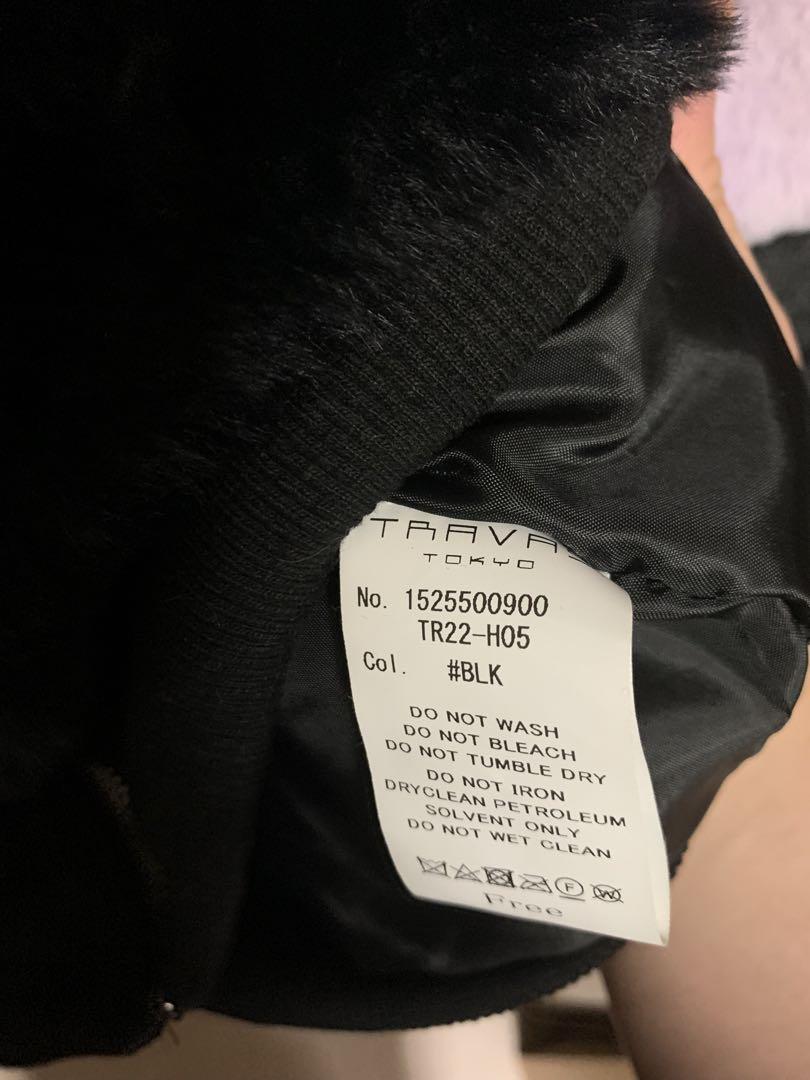 TRAVA
TOKYO
No. 1525500900
TR22-H05
Col. #BLK
DO NOT WASH
DO NOT BLEACH
DO NOT TUMBLE DRY
DO NOT IRON
DRYCLEAN PETROLEUM
SOLVENT ONLY
DO NOT WET CLEAN
F W
Free